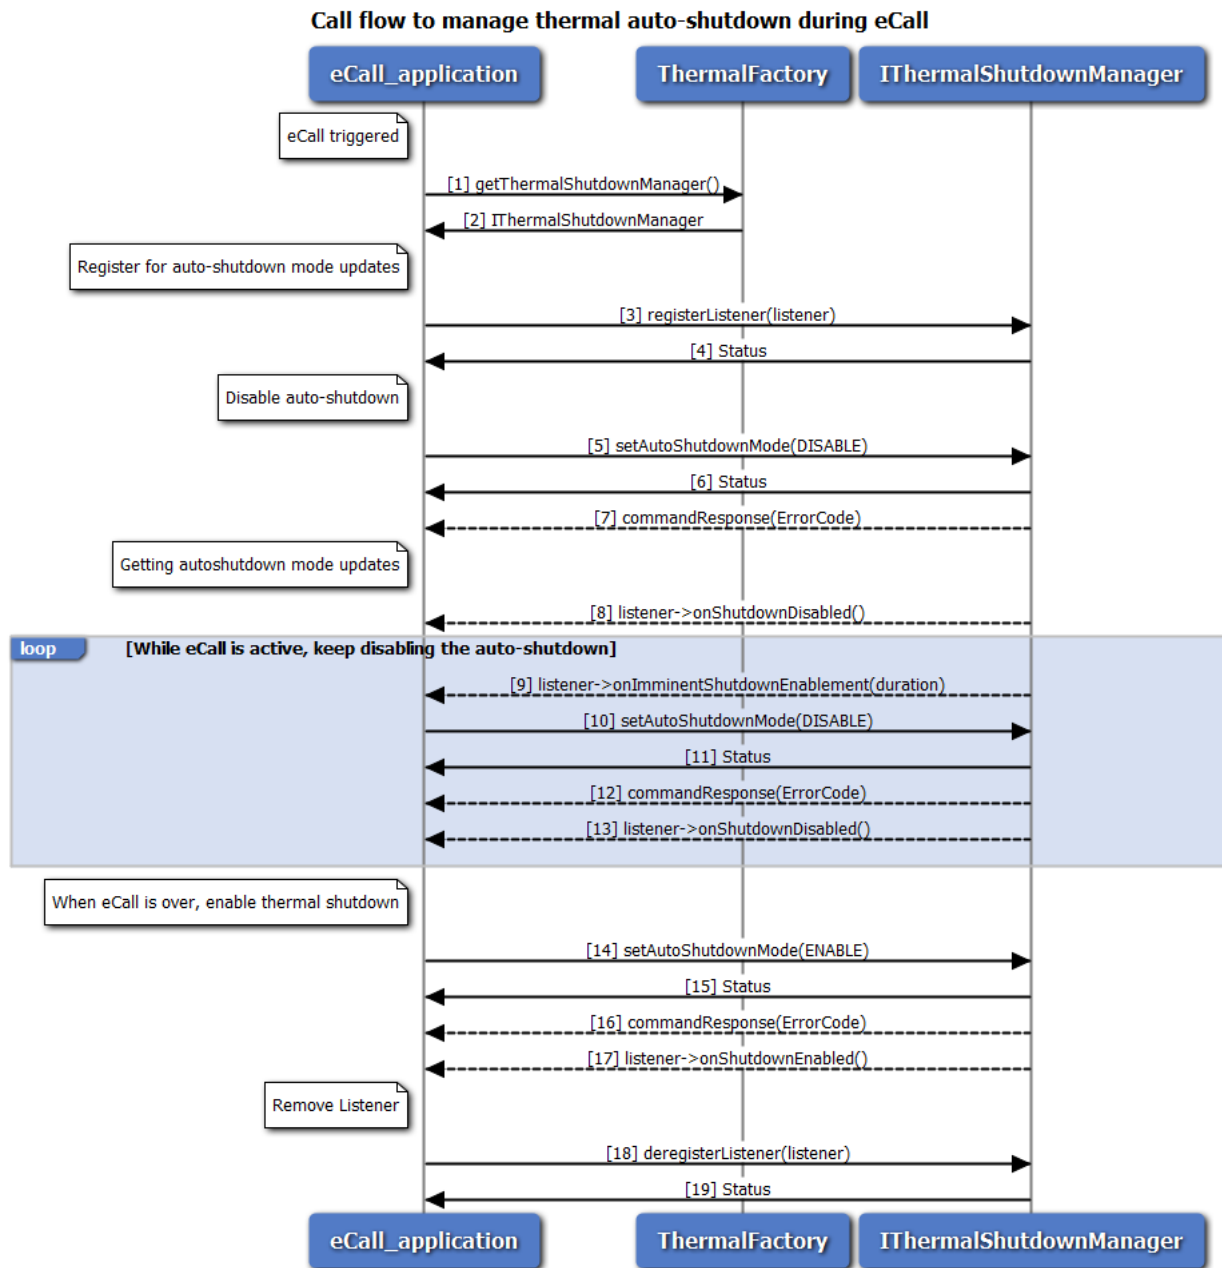 Call flow to manage thermal auto-shutdown during eCall
eCall_application
ThermalFactory
IThermalShutdownManager
eCall triggered
[1] getThermalShutdownManager()
[2] IThermalShutdownManager
Register for auto-shutdown mode updates
[3] registerListener(listener)
[4] Status
Disable auto-shutdown
[5] setAutoShutdownMode(DISABLE)
[6] Status
[7] commandResponse(ErrorCode)
Getting autoshutdown mode updates
[8] listener->onShutdownDisabled()
loop
[While eCall is active, keep disabling the auto-shutdown]
[9] listener->onImminentShutdownEnablement(duration)
[10] setAutoShutdownMode(DISABLE)
[11] Status
[12] commandResponse(ErrorCode)
[13] listener->onShutdownDisabled()
When eCall is over, enable thermal shutdown
[14] setAutoShutdownMode(ENABLE)
[15] Status
[16] commandResponse(ErrorCode)
[17] listener->onShutdownEnabled()
Remove Listener
[18] deregisterListener(listener)
[19] Status
eCall_application
ThermalFactory
IThermalShutdownManager